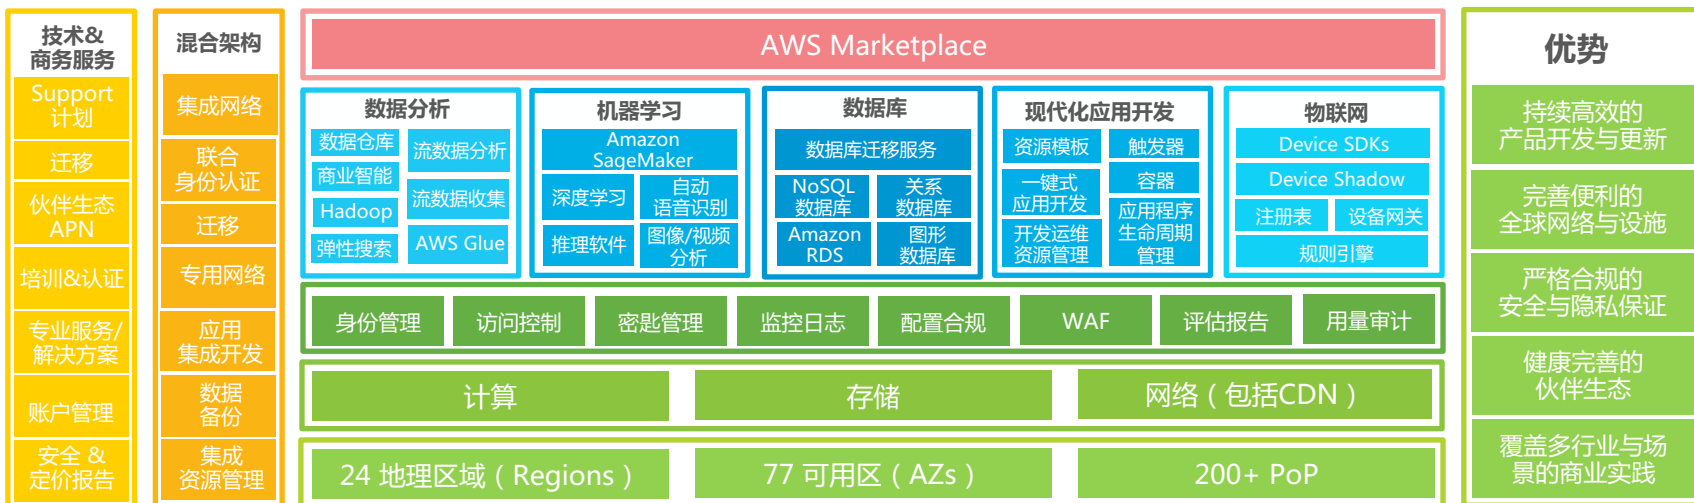 技术&
商务服务
Support
计划
迁移
伙伴生态
APN
培训&认证
专业服务/
解决方案
账户管理
安全 &
定价报告
混合架构
集成网络
联合
身份认证
迁移
专用网络
应用
集成开发
数据
备份
集成
资源管理
AWS Marketplace
数据分析
数据仓库
流数据分析
商业智能
流数据收集
Hadoop
弹性搜索
AWS Glue
机器学习
Amazon
SageMaker
深度学习
自动
语音识别
推理软件
图像/视频
分析
数据库
数据库迁移服务
NoSQL
数据库
关系
数据库
Amazon
RDS
图形
数据库
现代化应用开发
资源模板
触发器
一键式
应用开发
容器
开发运维
资源管理
应用程序
生命周期
管理
物联网
Device SDKs
Device Shadow
注册表
设备网关
规则引擎
身份管理
访问控制
密匙管理
监控日志
配置合规
WAF
评估报告
用量审计
计算
存储
网络（包括CDN）
24 地理区域（Regions）
77 可用区（AZs）
200+ PoP
优势
持续高效的
产品开发与更新
完善便利的
全球网络与设施
严格合规的
安全与隐私保证
健康完善的
伙伴生态
覆盖多行业与场
景的商业实践